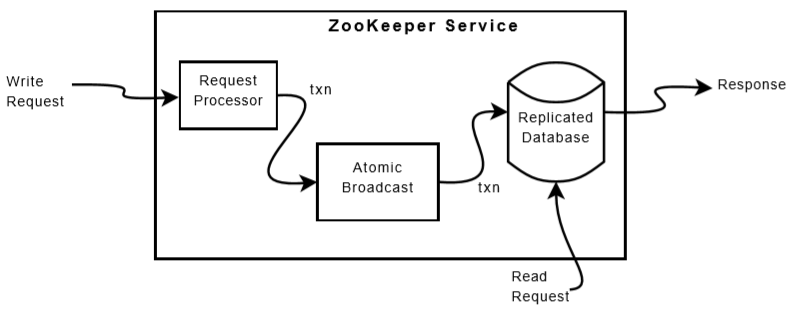 ZooKeeper Service
Write
Request
Request
Processor
txn
Atomic
Broadcast
txn
Replicated
Database
Response
Read
Request